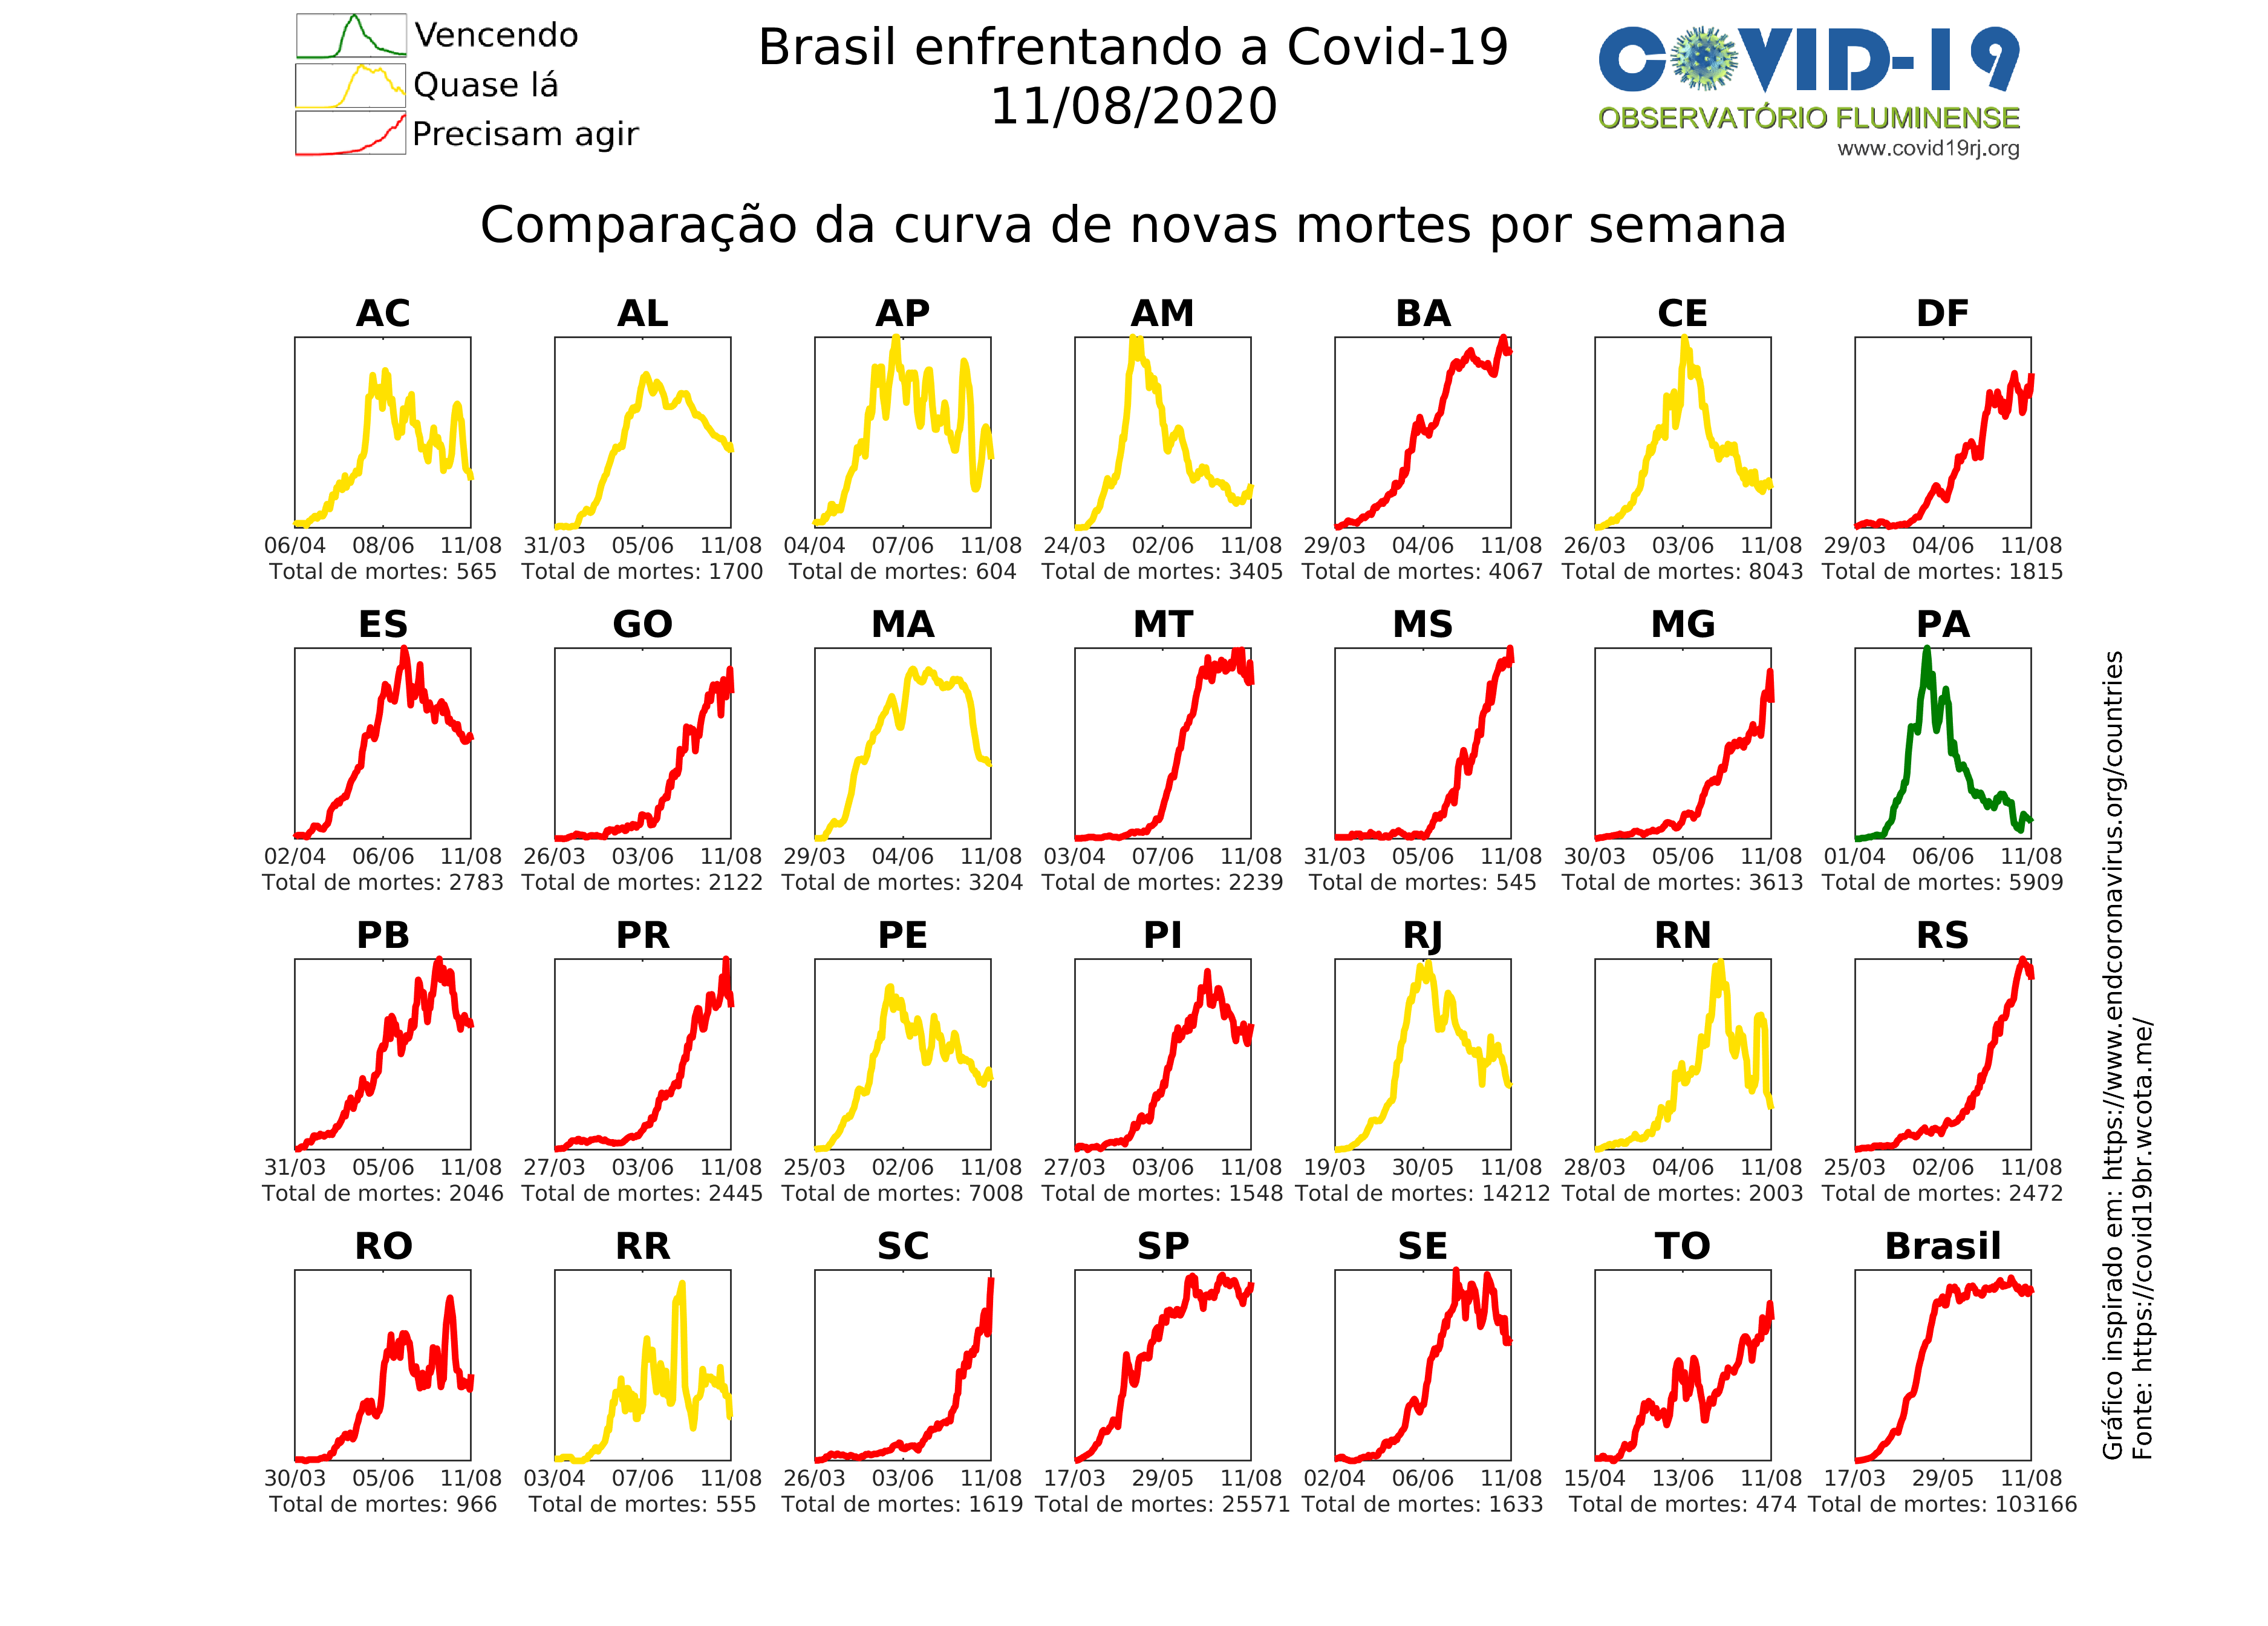 Vencendo
Quase lá
Precisam agir
Brasil enfrentando a Covid-19
11/08/2020
COVID-19
OBSERVATÓRIO FLUMINENSE
www.covid19rj.org
Comparação da curva de novas mortes por semana
AC AL AP AM BA CE DF
06/04 08/06 11/08 31/03 05/06 11/08 04/04 07/06 11/08 24/03 02/06 11/08 29/03 04/06 11/08 26/03 03/06 11/08 29/03 04/06 11/08
Total de mortes: 565 Total de mortes: 1700 Total de mortes: 604 Total de mortes: 3405 Total de mortes: 4067 Total de mortes: 8043 Total de mortes: 1815
ES GO MA MT MS MG PA
02/04 06/06 11/08 26/03 03/06 11/08 29/03 04/06 11/08 03/04 07/06 11/08 31/03 05/06 11/08 30/03 05/06 11/08 01/04 06/06 11/08
Total de mortes: 2783 Total de mortes: 2122 Total de mortes: 3204 Total de mortes: 2239 Total de mortes: 545 Total de mortes: 3613 Total de mortes: 5909
PB PR PE PI RJ RN RS
31/03 05/06 11/08 27/03 03/06 11/08 25/03 02/06 11/08 27/03 03/06 11/08 19/03 30/05 11/08 28/03 04/06 11/08 25/03 02/06 11/08
Total de mortes: 2046 Total de mortes: 2445 Total de mortes: 7008 Total de mortes: 1548 Total de mortes: 14212 Total de mortes: 2003 Total de mortes: 2472
RO RR SC SP SE TO Brasil
30/03 05/06 11/08 03/04 07/06 11/08 26/03 03/06 11/08 17/03 29/05 11/08 02/04 06/06 11/08 15/04 13/06 11/08 17/03 29/05 11/08
Total de mortes: 966 Total de mortes: 555 Total de mortes: 1619 Total de mortes: 25571 Total de mortes: 1633 Total de mortes: 474 Total de mortes: 103166
Gráfico inspirado em: https://www.endcoronavirus.org/countries
Fonte: https://covid19br.wcota.me/